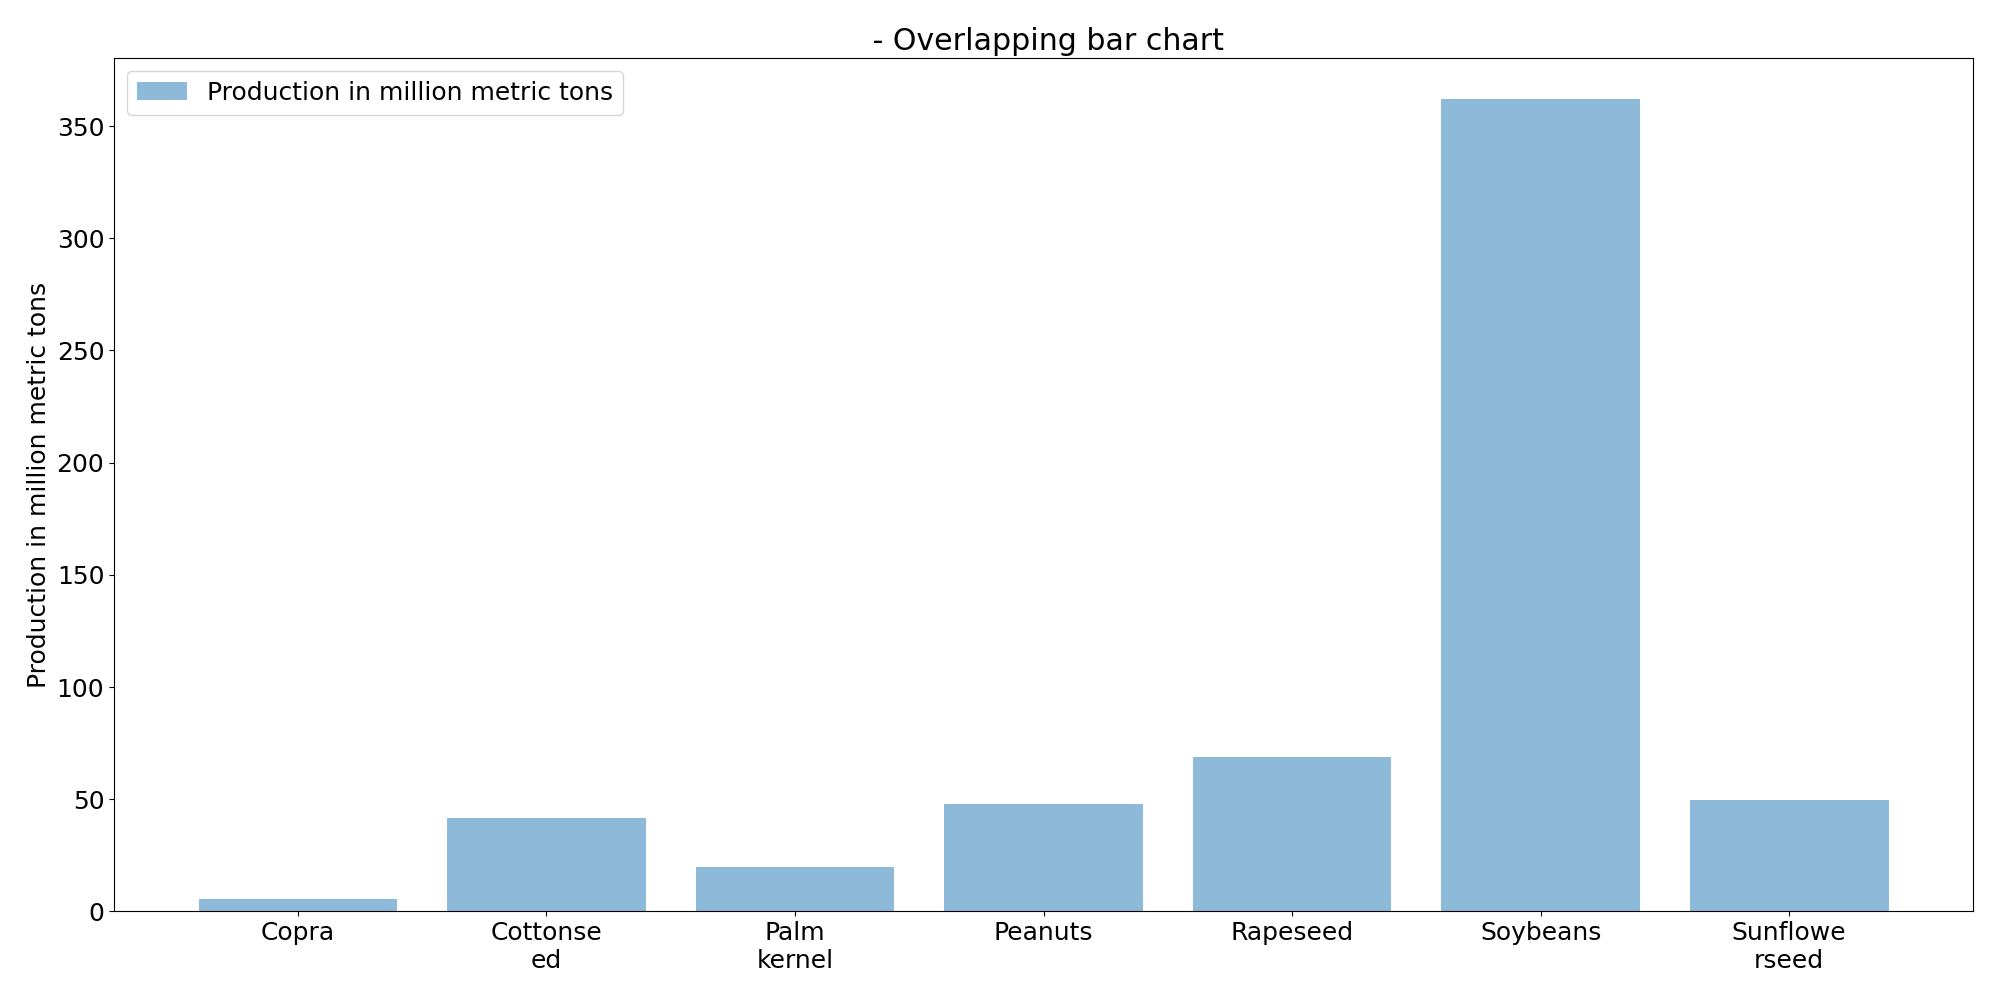 - Overlapping bar chart
Production in million metric tons
Production in million metric tons
350
300
250
200
150
100
50
0
Copra
Cottonse
ed
Palm
kernel
Peanuts
Rapeseed
Soybeans
Sunflowe
rseed